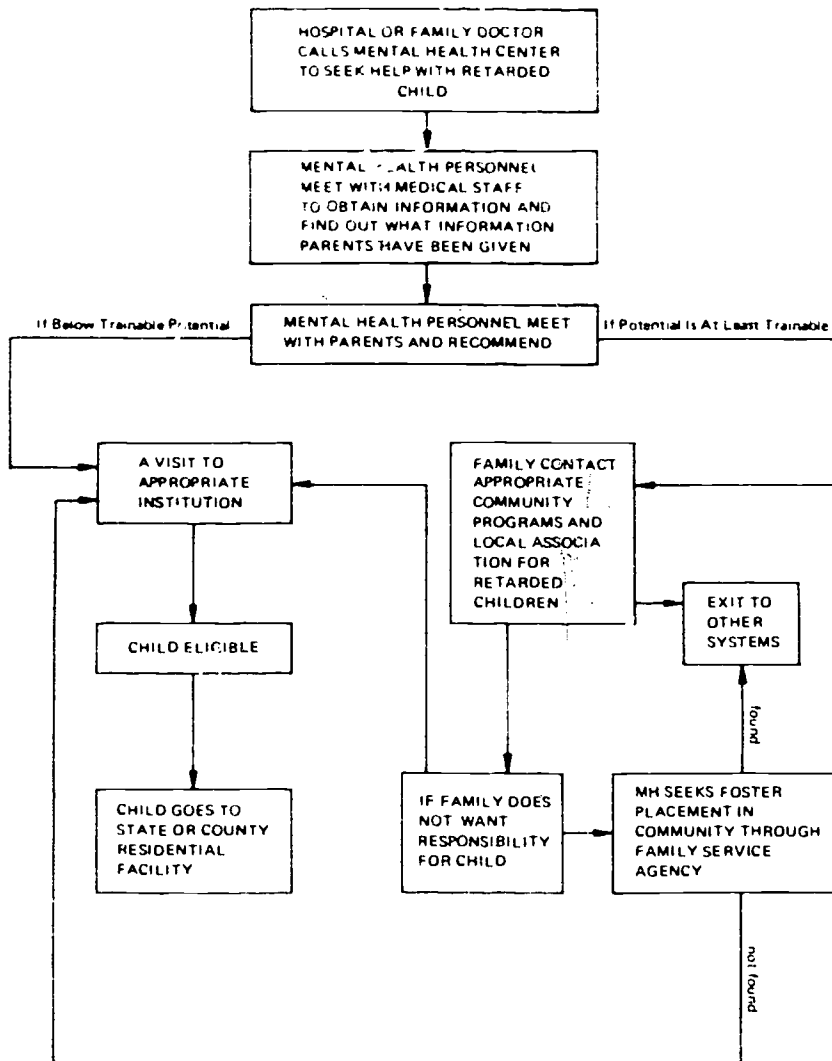 HOSPITAL OR FAMILY DOCTOR
CALLS MENTAL HEALTH CENTER
TO SEEK HELP WITH RETARDED
CHILD
MENTAL HEALTH PERSONNEL
MEET WITH MEDICAL STAFF
TO OBTAIN INFORMATION AND
FIND OUT WHAT INFORMATION
PARENTS HAVE BEEN GIVEN
If Below Trainable Potential
MENTAL HEALTH PERSONNEL MEET
WITH PARENTS AND RECOMMEND
If Potential Is At Least Trainable
A VISIT TO
APPROPRIATE
INSTITUTION
FAMILY CONTACT
APPROPRIATE
COMMUNITY
PROGRAMS AND
LOCAL ASSOCIA
TION FOR
RETARDED
CHILDREN
EXIT TO
OTHER
SYSTEMS
CHILD ELIGIBLE
found
CHILD GOES TO
STATE OR COUNTY
RESIDENTIAL
FACILITY
IF FAMILY DOES
NOT WANT
RESPONSIBILITY
FOR CHILD
MH SEEKS FOSTER
PLACEMENT IN
COMMUNITY THROUGH
FAMILY SERVICE
AGENCY
not found